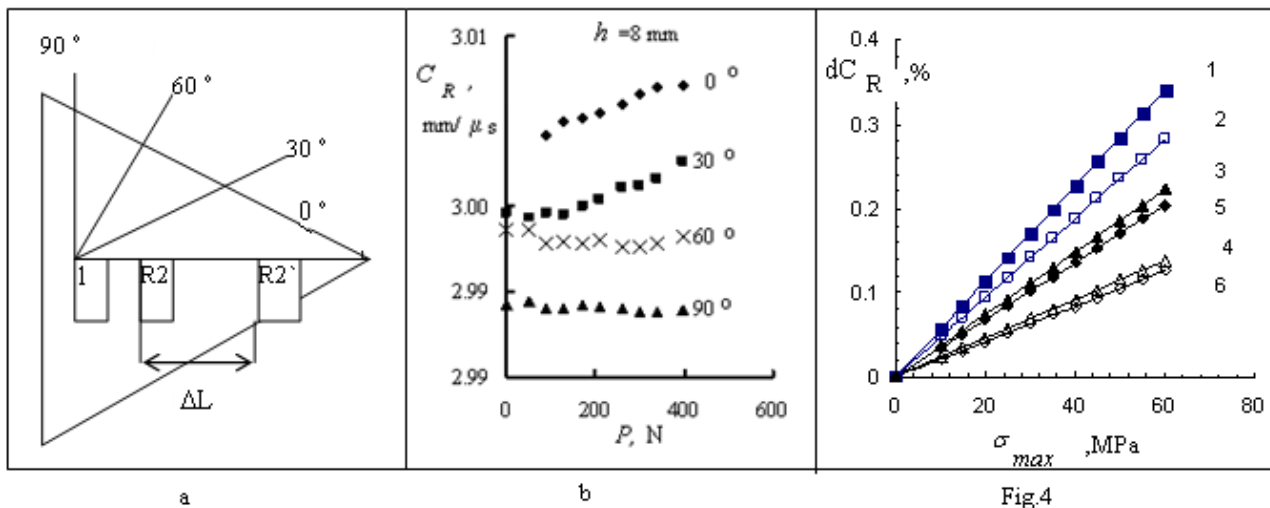 90 °
60 °
30 °
0 °
1
R2
R2`
ΔL
a
h =8 mm
3.01
C R ,
mm/ μ s
0 °
30 °
3.00
60 °
2.99
90 °
2.99
0
200
400
600
P, N
b
0.4
dC R ,%
1
2
0.3
3
5
0.2
4
6
0.1
0
0
20
40
60
80
σ max ,MPa
Fig.4